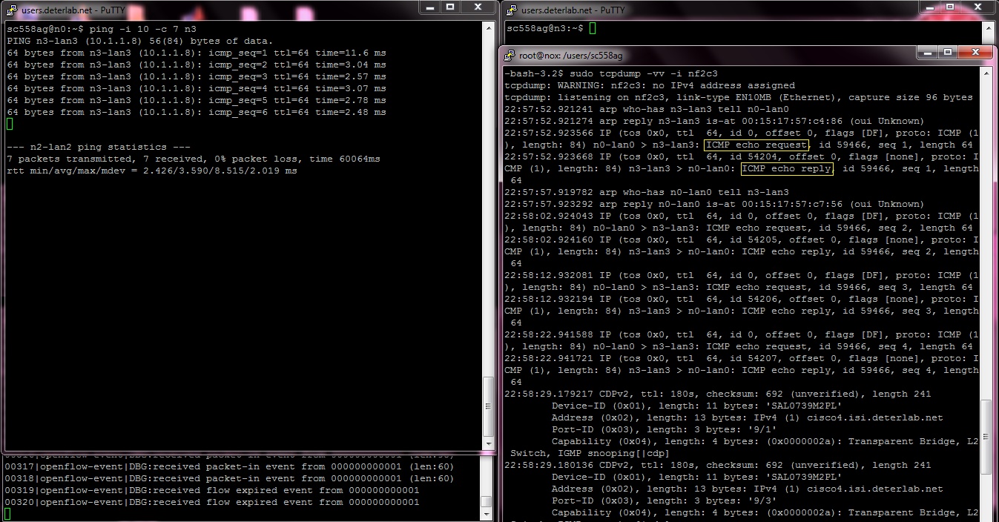 users.deterlab.net - PuTTY
sc558ag@n0:~$ ping -i 10 -c 7 n3
PING n3-lan3 (10.1.1.8) 56(84) bytes of data.
64 bytes from n3-lan3 (10.1.1.8): icmp_seq=1 ttl=64 time=11.6 ms
64 bytes from n3-lan3 (10.1.1.8): icmp_seq=2 ttl=64 time=3.04 ms
64 bytes from n3-lan3 (10.1.1.8): icmp_seq=3 ttl=64 time=2.57 ms
64 bytes from n3-lan3 (10.1.1.8): icmp_seq=4 ttl=64 time=3.07 ms
64 bytes from n3-lan3 (10.1.1.8): icmp_seq=5 ttl=64 time=2.78 ms
64 bytes from n3-lan3 (10.1.1.8): icmp_seq=6 ttl=64 time=2.48 ms
--- n2-lan2 ping statistics ---
7 packets transmitted, 7 received, 0% packet loss, time 60064ms
rtt min/avg/max/mdev = 2.426/3.590/8.515/2.019 ms
00317|openflow-event|DBG:received packet-in event from 000000000001 (len:60)
00318|openflow-event|DBG:received packet-in event from 000000000001 (len:60)
00319|openflow-event|DBG:received flow expired event from 000000000001
00320|openflow-event|DBG:received flow expired event from 000000000001
users.deterlab.net - PuTTY
sc558ag@n3:~$
root@nox: /users/sc558ag
-bash-3.2$ sudo tcpdump -vv -i nf2c3
tcpdump: WARNING: nf2c3: no IPv4 address assigned
tcpdump: listening on nf2c3, link-type EN10MB (Ethernet), capture size 96 bytes
22:57:52.921241 arp who-has n3-lan3 tell n0-lan0
22:57:52.921274 arp reply n3-lan3 is-at 00:15:17:57:c4:86 (oui Unknown)
22:57:52.923566 IP (tos 0x0, ttl  64, id 0, offset 0, flags [DF], proto: ICMP (1
), length: 84) n0-lan0 > n3-lan3: ICMP echo request, id 59466, seq 1, length 64
22:57:52.923668 IP (tos 0x0, ttl  64, id 54204, offset 0, flags [none], proto: I
CMP (1), length: 84) n3-lan3 > n0-lan0: ICMP echo reply, id 59466, seq 1, length
64
22:57:57.919782 arp who-has n0-lan0 tell n3-lan3
22:57:57.923292 arp reply n0-lan0 is-at 00:15:17:57:c7:56 (oui Unknown)
22:58:02.924043 IP (tos 0x0, ttl  64, id 0, offset 0, flags [DF], proto: ICMP (1
), length: 84) n0-lan0 > n3-lan3: ICMP echo request, id 59466, seq 2, length 64
22:58:02.924160 IP (tos 0x0, ttl  64, id 54205, offset 0, flags [none], proto: I
CMP (1), length: 84) n3-lan3 > n0-lan0: ICMP echo reply, id 59466, seq 2, length
64
22:58:12.932081 IP (tos 0x0, ttl  64, id 0, offset 0, flags [DF], proto: ICMP (1
), length: 84) n0-lan0 > n3-lan3: ICMP echo request, id 59466, seq 3, length 64
22:58:12.932194 IP (tos 0x0, ttl  64, id 54206, offset 0, flags [none], proto: I
CMP (1), length: 84) n3-lan3 > n0-lan0: ICMP echo reply, id 59466, seq 3, length
64
22:58:22.941588 IP (tos 0x0, ttl  64, id 0, offset 0, flags [DF], proto: ICMP (1
), length: 84) n0-lan0 > n3-lan3: ICMP echo request, id 59466, seq 4, length 64
22:58:22.941721 IP (tos 0x0, ttl  64, id 54207, offset 0, flags [none], proto: I
CMP (1), length: 84) n3-lan3 > n0-lan0: ICMP echo reply, id 59466, seq 4, length
64
22:58:29.179217 CDPv2, ttl: 180s, checksum: 692 (unverified), length 241
Device-ID (0x01), length: 11 bytes: 'SAL0739M2PL'
Address (0x02), length: 13 bytes: IPv4 (1) cisco4.isi.deterlab.net
Port-ID (0x03), length: 3 bytes: '9/1'
Capability (0x04), length: 4 bytes: (0x0000002a): Transparent Bridge, L2
Switch, IGMP snooping[|cdp]
22:58:29.180136 CDPv2, ttl: 180s, checksum: 692 (unverified), length 241
Device-ID (0x01), length: 11 bytes: 'SAL0739M2PL'
Address (0x02), length: 13 bytes: IPv4 (1) cisco4.isi.deterlab.net
Port-ID (0x03), length: 3 bytes: '9/3'
Capability (0x04), length: 4 bytes: (0x0000002a): Transparent Bridge, L2